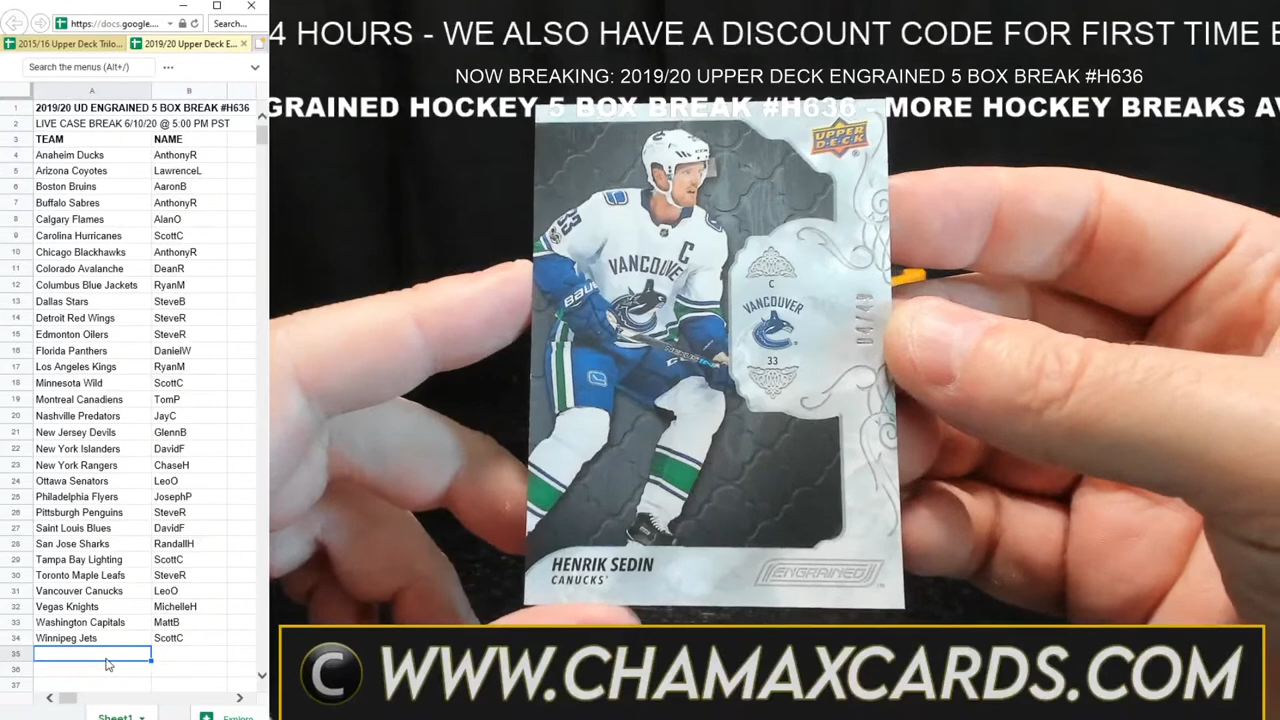 https://docs.google....
Search...
2015/16 Upper Deck Trilo...
2019/20 Upper Deck E...
Search the menus (Alt+/)
A B
1 2019/20 UD ENGRAINED 5 BOX BREAK #H636
2 LIVE CASE BREAK 6/10/20 @ 5:00 PM PST
3 TEAM NAME
4 Anaheim Ducks AnthonyR
5 Arizona Coyotes LawrenceL
6 Boston Bruins AaronB
7 Buffalo Sabres AnthonyR
8 Calgary Flames AlanO
9 Carolina Hurricanes ScottC
10 Chicago Blackhawks AnthonyR
11 Colorado Avalanche DeanR
12 Columbus Blue Jackets RyanM
13 Dallas Stars SteveB
14 Detroit Red Wings SteveR
15 Edmonton Oilers SteveR
16 Florida Panthers DanielW
17 Los Angeles Kings RyanM
18 Minnesota Wild ScottC
19 Montreal Canadiens TomP
20 Nashville Predators JayC
21 New Jersey Devils GlennB
22 New York Islanders DavidF
23 New York Rangers ChaseH
24 Ottawa Senators LeoO
25 Philadelphia Flyers JosephP
26 Pittsburgh Penguins SteveR
27 Saint Louis Blues DavidF
28 San Jose Sharks RandallH
29 Tampa Bay Lighting ScottC
30 Toronto Maple Leafs SteveR
31 Vancouver Canucks LeoO
32 Vegas Knights MichelleH
33 Washington Capitals MattB
34 Winnipeg Jets ScottC
35
36
37
Sheet1
Explore
4 HOURS - WE ALSO HAVE A DISCOUNT CODE FOR FIRST TIME
NOW BREAKING: 2019/20 UPPER DECK ENGRAINED 5 BOX BREAK #H636
GRAINED HOCKEY 5 BOX BREAK #H636 - MORE HOCKEY BREAKS
UPPER DECK
33
C
VANCOUVER
BAUER
C
VANCOUVER
33
04/49
HENRIK SEDIN
CANUCKS
ENGRAINED
C WWW.CHAMAXCARDS.COM